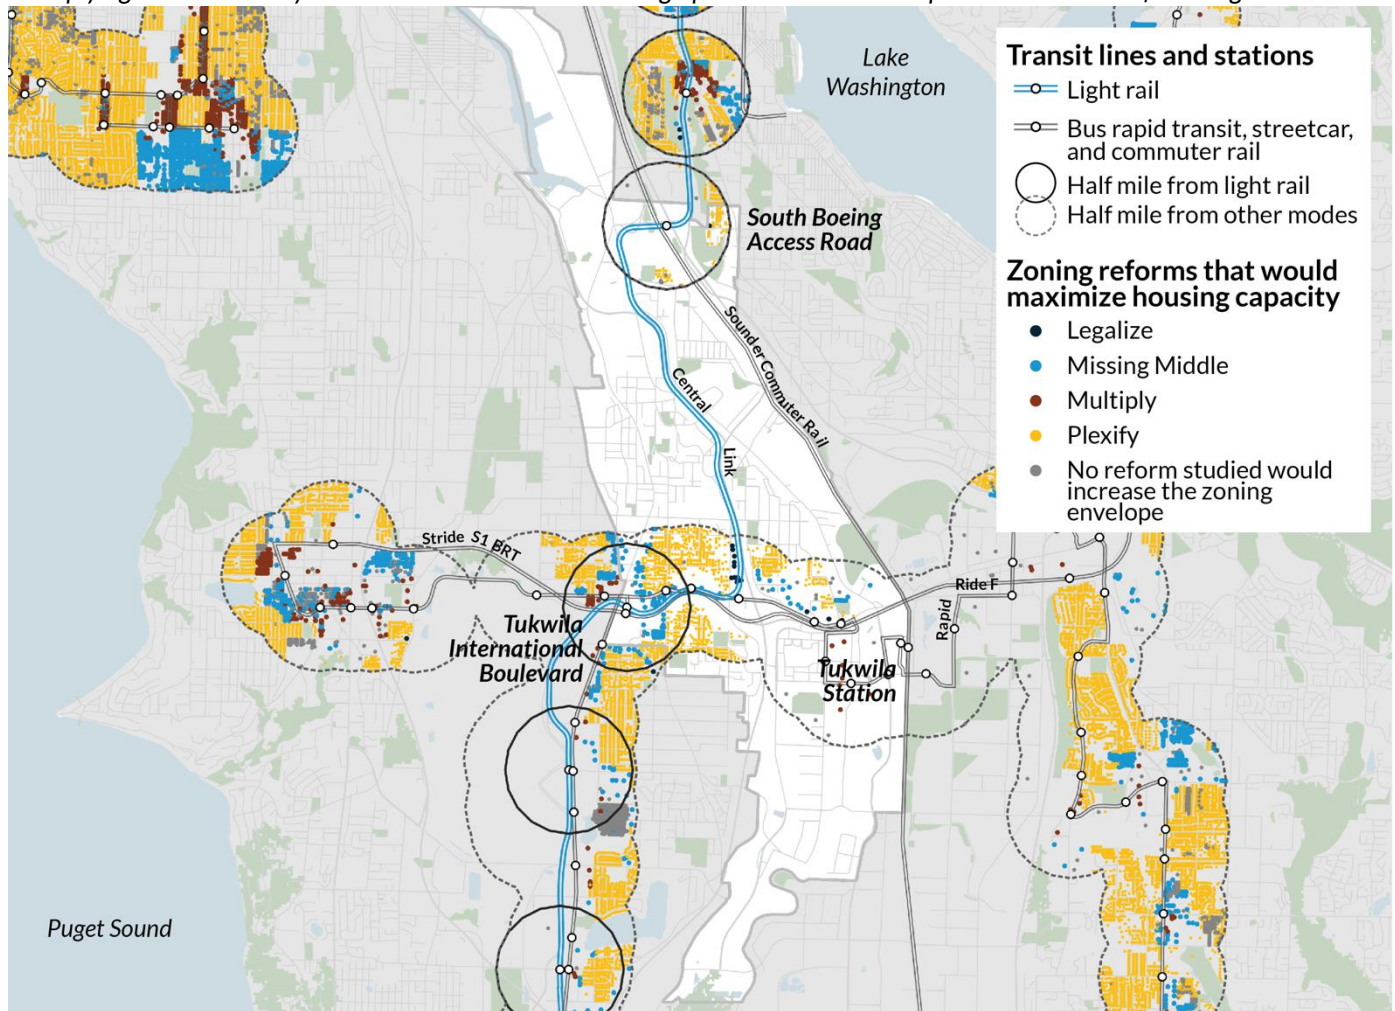 Lake
Washington
Transit lines and stations
Light rail
Bus rapid transit, streetcar,
and commuter rail
Half mile from light rail
Half mile from other modes
Zoning reforms that would
maximize housing capacity
Legalize
Missing Middle
Multiply
Plexify
No reform studied would
increase the zoning
envelope
South Boeing
Access Road
Sounder Commuter Rail
Central
Link
Stride S1 BRT
Ride F
Rapid
Tukwila
International
Boulevard
Tukwila
Station
Puget Sound